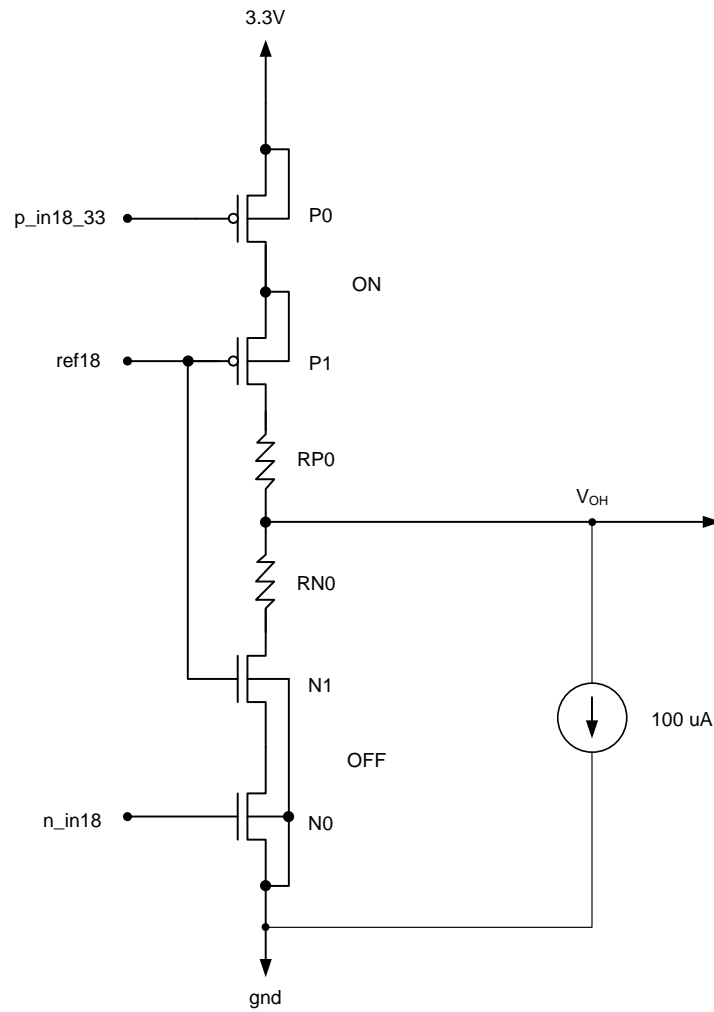 3.3V
p_in18_33
P0
ON
ref18
P1
RP0
VOH
RN0
N1
100 uA
OFF
n_in18
N0
gnd